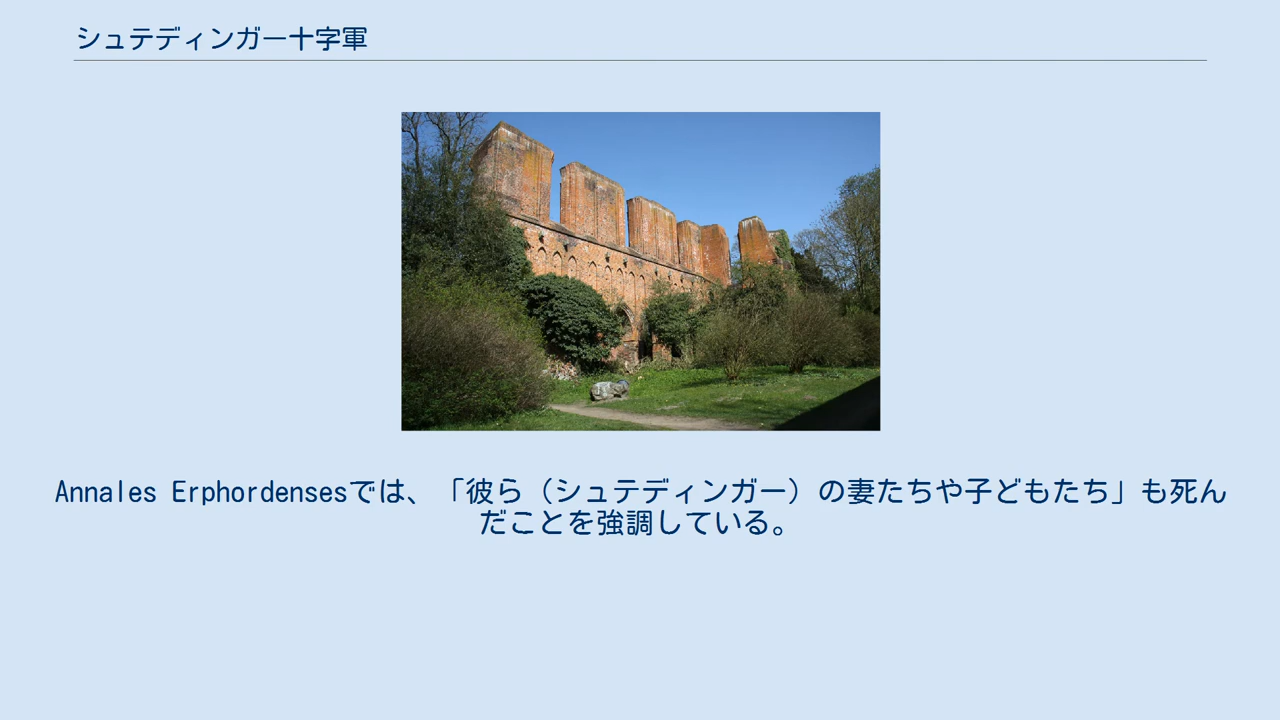 シュテディンガー十字軍
Annales Erphordensesでは、「彼ら（シュテディンガー）の妻たちや子どもたち」も死ん
だことを強調している。